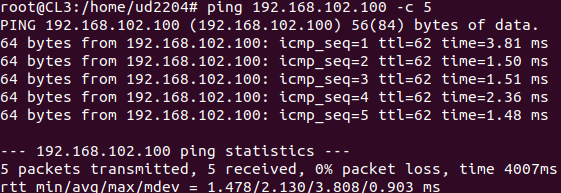 root@CL3:/home/ud2204# ping 192.168.102.100 -c 5
PING 192.168.102.100 (192.168.102.100) 56(84) bytes of data.
64 bytes from 192.168.102.100: icmp_seq=1 ttl=62 time=3.81 ms
64 bytes from 192.168.102.100: icmp_seq=2 ttl=62 time=1.50 ms
64 bytes from 192.168.102.100: icmp_seq=3 ttl=62 time=1.51 ms
64 bytes from 192.168.102.100: icmp_seq=4 ttl=62 time=2.36 ms
64 bytes from 192.168.102.100: icmp_seq=5 ttl=62 time=1.48 ms
--- 192.168.102.100 ping statistics ---
5 packets transmitted, 5 received, 0% packet loss, time 4007ms
rtt min/avg/max/mdev = 1.478/2.130/3.808/0.903 ms